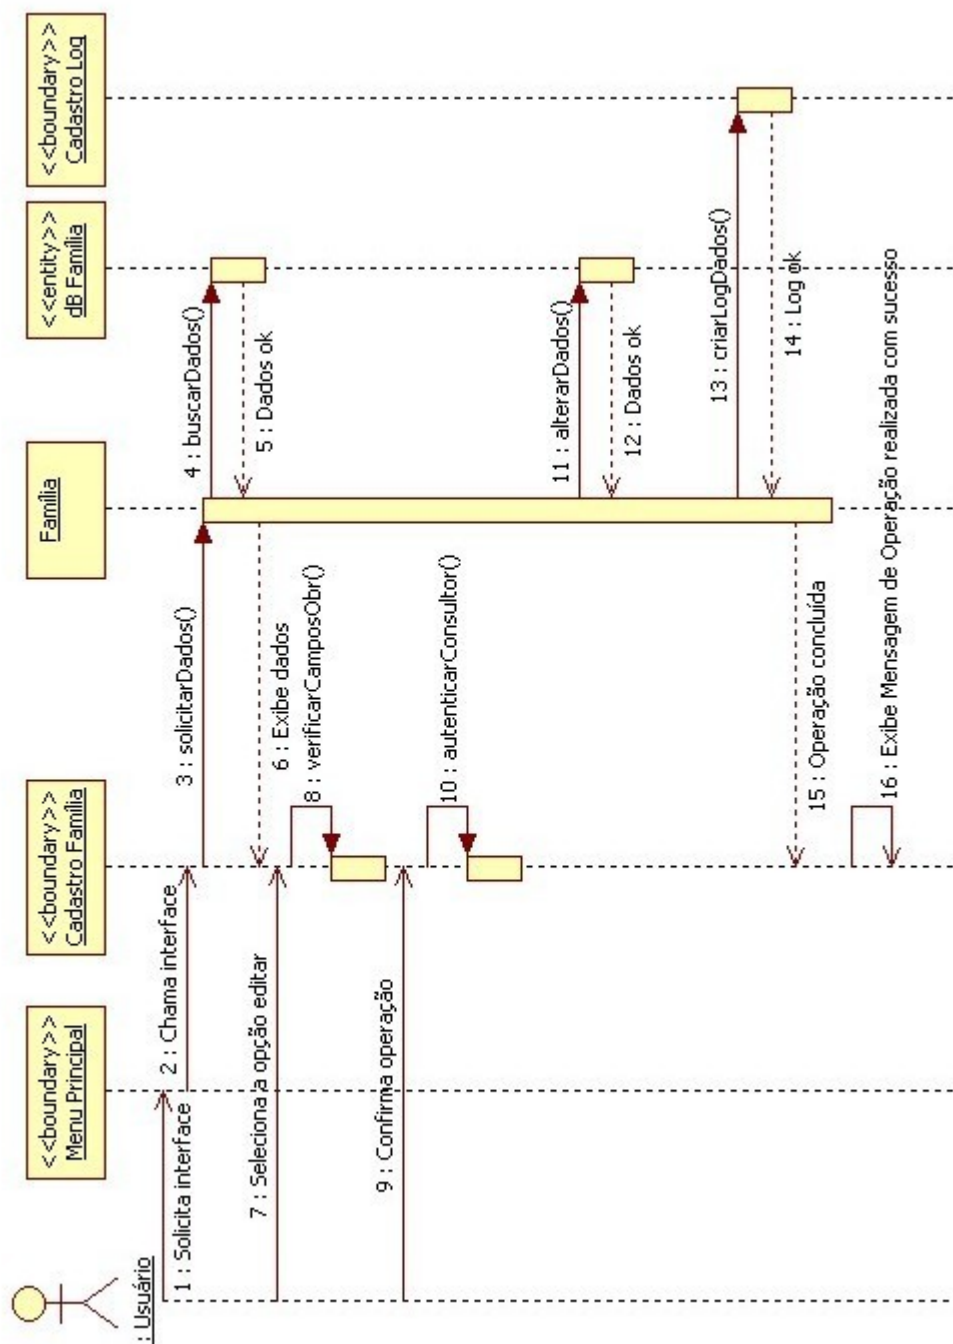 : Usuário
<<boundary>>
Menu Principal
<<boundary>>
Cadastro Família
Família
<<entity>>
dB Família
<<boundary>>
Cadastro Log
1 : Solicita interface
2 : Chama interface
3 : solicitarDados()
4 : buscarDados()
5 : Dados ok
6 : Exibe dados
7 : Seleciona a opção editar
8 : verificarCamposObr()
9 : Confirma operação
10 : autenticarConsultor()
11 : alterarDados()
12 : Dados ok
13 : criarLogDados()
14 : Log ok
15 : Operação concluída
16 : Exibe Mensagem de Operação realizada com sucesso